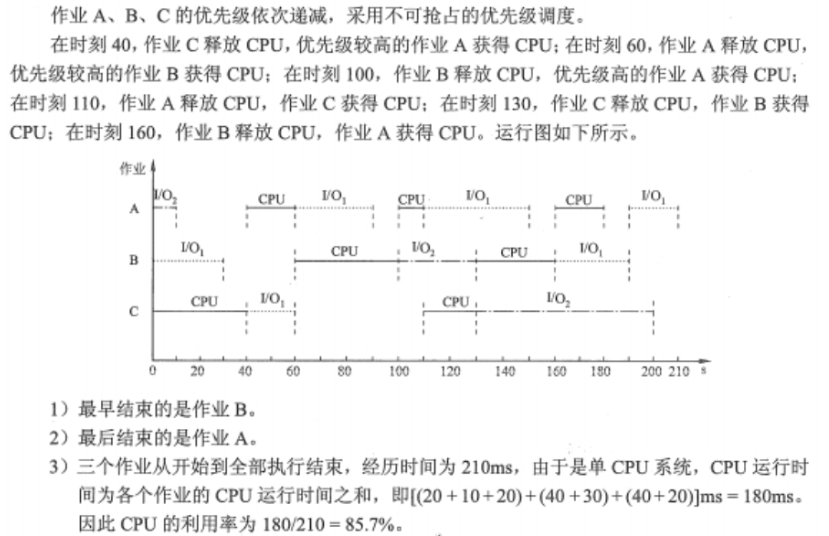 作业 A、B、C 的优先级依次递减，采用不可抢占的优先级调度。
在时刻 40，作业 C 释放 CPU，优先级较高的作业 A 获得 CPU；在时刻 60，作业 A 释放 CPU，
优先级较高的作业 B 获得 CPU；在时刻 100，作业 B 释放 CPU，优先级高的作业 A 获得 CPU；
在时刻 110，作业 A 释放 CPU，作业 C 获得 CPU；在时刻 130，作业 C 释放 CPU，作业 B 获得
CPU；在时刻 160，作业 B 释放 CPU，作业 A 获得 CPU。运行图如下所示。
作业
A I/O₂ CPU I/O₁ CPU I/O₁ CPU I/O₁
B I/O₁ CPU I/O₂ CPU I/O₁
C CPU I/O₁ CPU I/O₂
0 20 40 60 80 100 120 140 160 180 200 210 s
1）最早结束的是作业 B。
2）最后结束的是作业 A。
3）三个作业从开始到全部执行结束，经历时间为 210ms，由于是单 CPU 系统，CPU 运行时
间为各个作业的 CPU 运行时间之和，即[(20＋10＋20)＋(40＋30)＋(40＋20)]ms＝180ms。
因此 CPU 的利用率为 180/210＝85.7%。